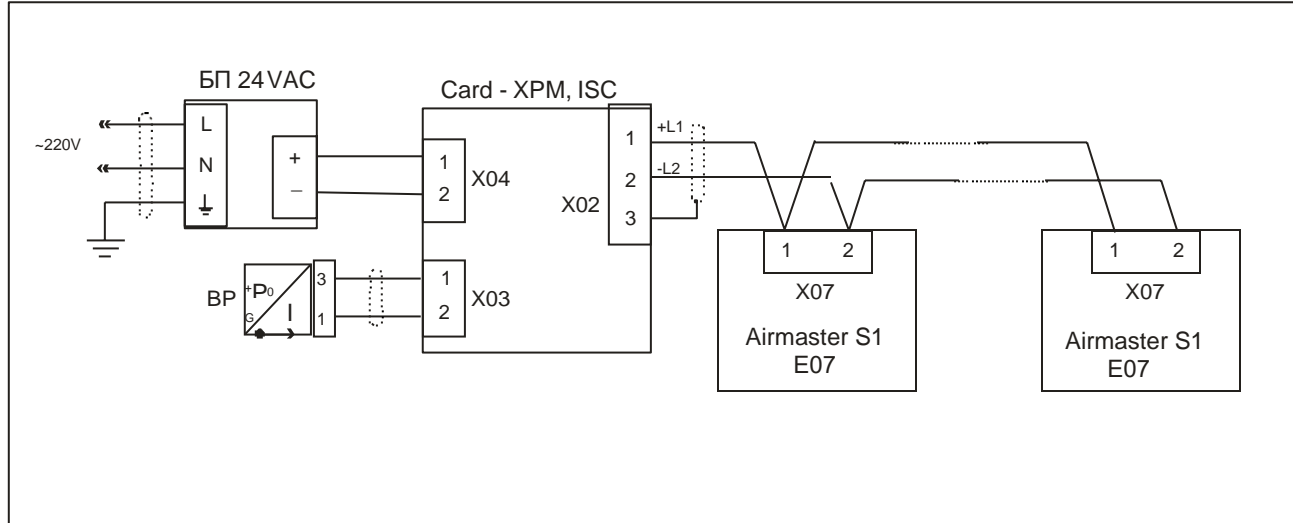 БП 24VAC
Card - XPM, ISC
~220V
L
N
+
–
1
2
X04
1
2
3
X02
+L1
-L2
BP
+P0
G
I
3
1
1
2
X03
1
2
X07
Airmaster S1
E07
1
2
X07
Airmaster S1
E07